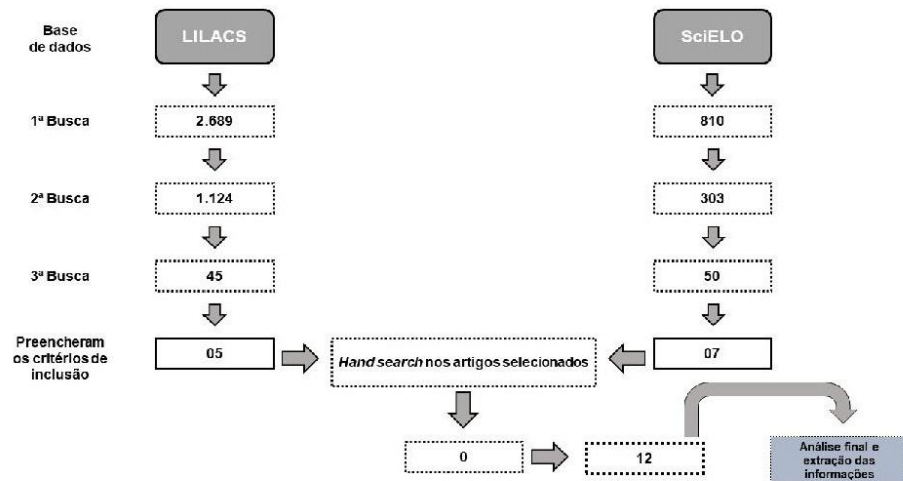 Base
de dados
LILACS
SciELO
1ª Busca
2.689
810
2ª Busca
1.124
303
3ª Busca
45
50
Preencheram
os critérios de
inclusão
05
Hand search nos artigos selecionados
07
0
12
Análise final e
extração das
informações